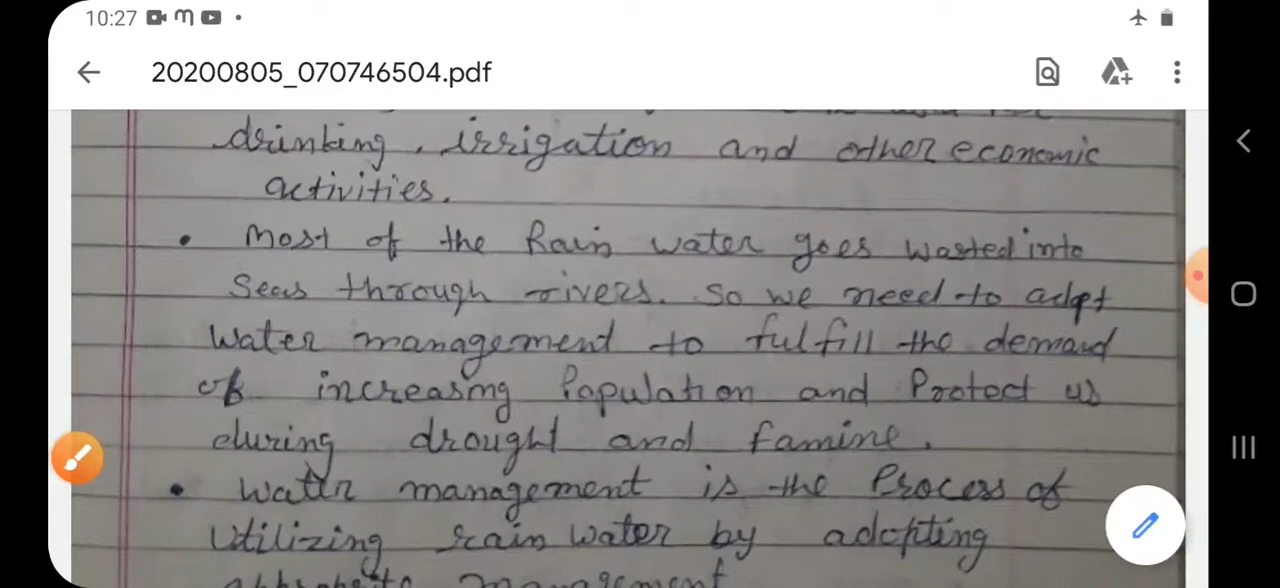 10:27
20200805_070746504.pdf
drinking, irrigation and other economic
activities.
• Most of the Rain water goes wasted into
Seas through rivers. So we need to adopt
Water management to fulfill the demand
of increasing Population and Protect us
during drought and famine.
• Water management is the Process of
Utilizing rain water by adopting
management